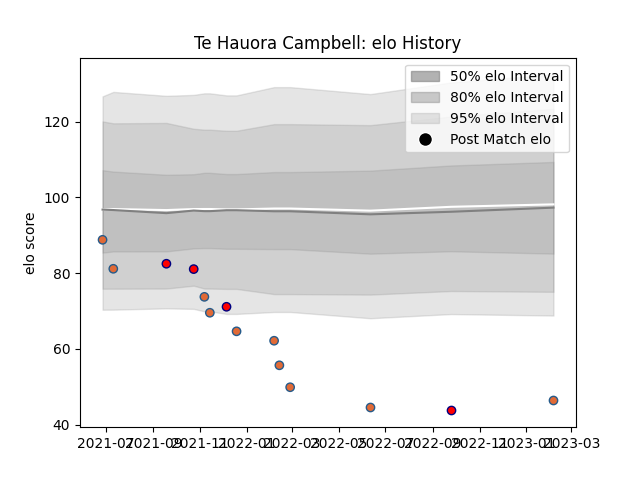 Te Hauora Campbell: elo History
50% elo Interval
80% elo Interval
95% elo Interval
Post Match elo
elo score
120
100
80
60
40
2021-07 2021-09 2021-11 2022-01 2022-03 2022-05 2022-07 2022-09 2022-11 2023-01 2023-03